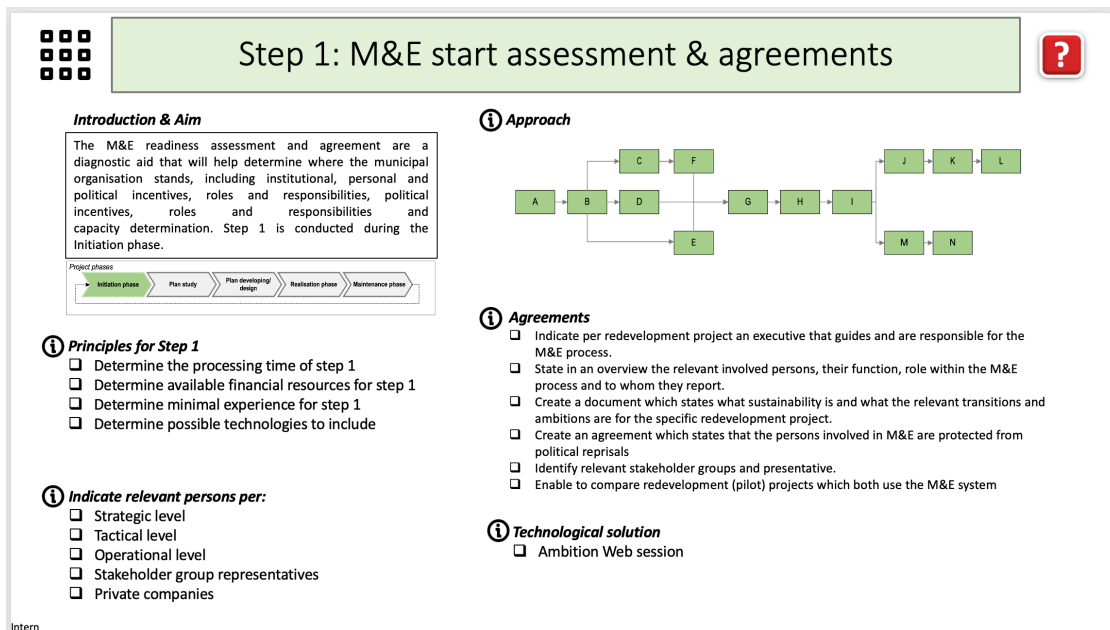 Step 1: M&E start assessment & agreements
?
Introduction & Aim
The M&E readiness assessment and agreement are a
diagnostic aid that will help determine where the municipal
organisation stands, including institutional, personal and
political incentives, roles and responsibilities, political
incentives, roles and responsibilities and
capacity determination. Step 1 is conducted during the
Initiation phase.
Project phases
Initiation phase
Plan study
Plan developing/
design
Realisation phase
Maintenance phase
Principles for Step 1
Determine the processing time of step 1
Determine available financial resources for step 1
Determine minimal experience for step 1
Determine possible technologies to include
Indicate relevant persons per:
Strategic level
Tactical level
Operational level
Stakeholder group representatives
Private companies
Approach
C
F
J
K
L
A
B
D
G
H
I
E
M
N
Agreements
Indicate per redevelopment project an executive that guides and are responsible for the
M&E process.
State in an overview the relevant involved persons, their function, role within the M&E
process and to whom they report.
Create a document which states what sustainability is and what the relevant transitions and
ambitions are for the specific redevelopment project.
Create an agreement which states that the persons involved in M&E are protected from
political reprisals
Identify relevant stakeholder groups and presentative.
Enable to compare redevelopment (pilot) projects which both use the M&E system
Technological solution
Ambition Web session
Intern